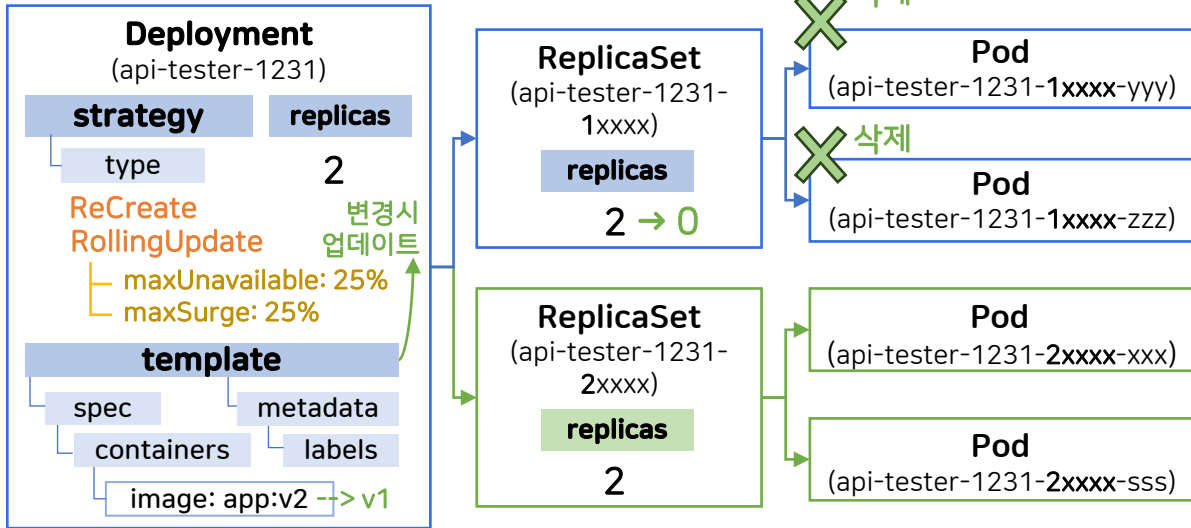 Deployment
(api-tester-1231)
strategy
replicas
type
2
ReCreate
RollingUpdate
변경시
업데이트
maxUnavailable: 25%
maxSurge: 25%
template
spec
metadata
containers
labels
image: app:v2 --> v1
ReplicaSet
(api-tester-1231-
1xxxx)
replicas
2 → 0
ReplicaSet
(api-tester-1231-
2xxxx)
replicas
2
Pod
(api-tester-1231-1xxxx-yyy)
삭제
Pod
(api-tester-1231-1xxxx-zzz)
Pod
(api-tester-1231-2xxxx-xxx)
Pod
(api-tester-1231-2xxxx-sss)